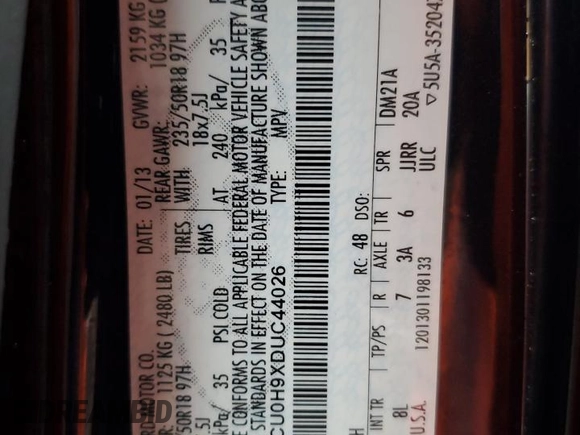 RD MOTOR CO. DATE: 01/13 GVWR: 2159 KG
1125 KG ( 2480 LB) REAR GAWR: 1034 KG (
50R18 97H TIRES WITH 235/50R18 97H
5J RIMS 18x7.5J
kPa/ 35 PSI COLD AT 240 kPa/ 35
E CONFORMS TO ALL APPLICABLE FEDERAL MOTOR VEHICLE SAFETY A
STANDARDS IN EFFECT ON THE DATE OF MANUFACTURE SHOWN ABO
CU0H9XDUC44026 TYPE: MPV
H RC: 48 DSO:
INT TR TP/PS R AXLE TR SPR DM21A
8L 7 3A 6 JJRR 20A
U.S.A. 1201301198133 ULC ▽5U5A-35204